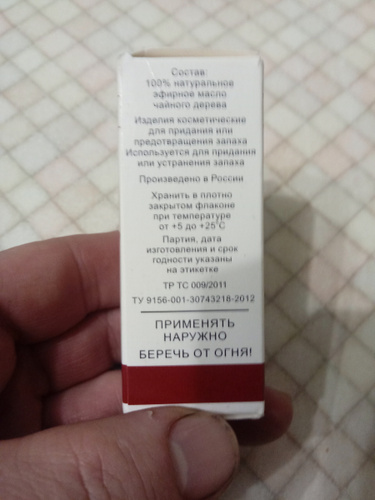 Состав:
100% натуральное
эфирное масло
чайного дерева
Изделия косметические
для придания или
предотвращения запаха
Используется для придания
или устранения запаха
Произведено в России
Хранить в плотно
закрытом флаконе
при температуре
от +5 до +25°С
Партия, дата
изготовления и срок
годности указаны
на этикетке
ТР ТС 009/2011
ТУ 9156-001-30743218-2012
ПРИМЕНЯТЬ
НАРУЖНО
БЕРЕЧЬ ОТ ОГНЯ!